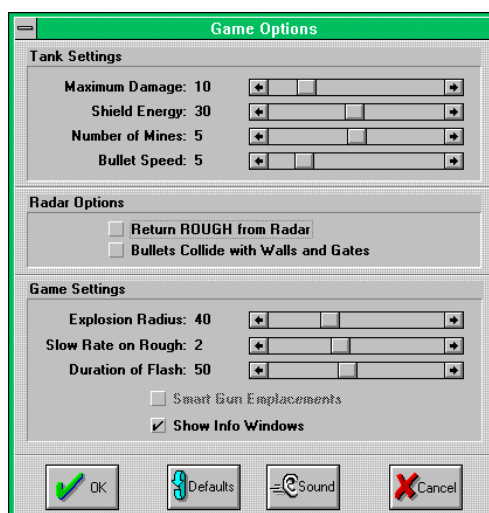 Game Options
Tank Settings
Maximum Damage: 10
Shield Energy: 30
Number of Mines: 5
Bullet Speed: 5
Radar Options
Return ROUGH from Radar
Bullets Collide with Walls and Gates
Game Settings
Explosion Radius: 40
Slow Rate on Rough: 2
Duration of Flash: 50
Smart Gun Emplacements
Show Info Windows
OK Defaults Sound Cancel